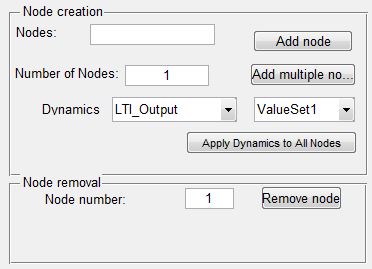 Node creation
Nodes:
Add node
Number of Nodes: 1 Add multiple no...
Dynamics LTI_Output ValueSet1
Apply Dynamics to All Nodes
Node removal
Node number: 1 Remove node